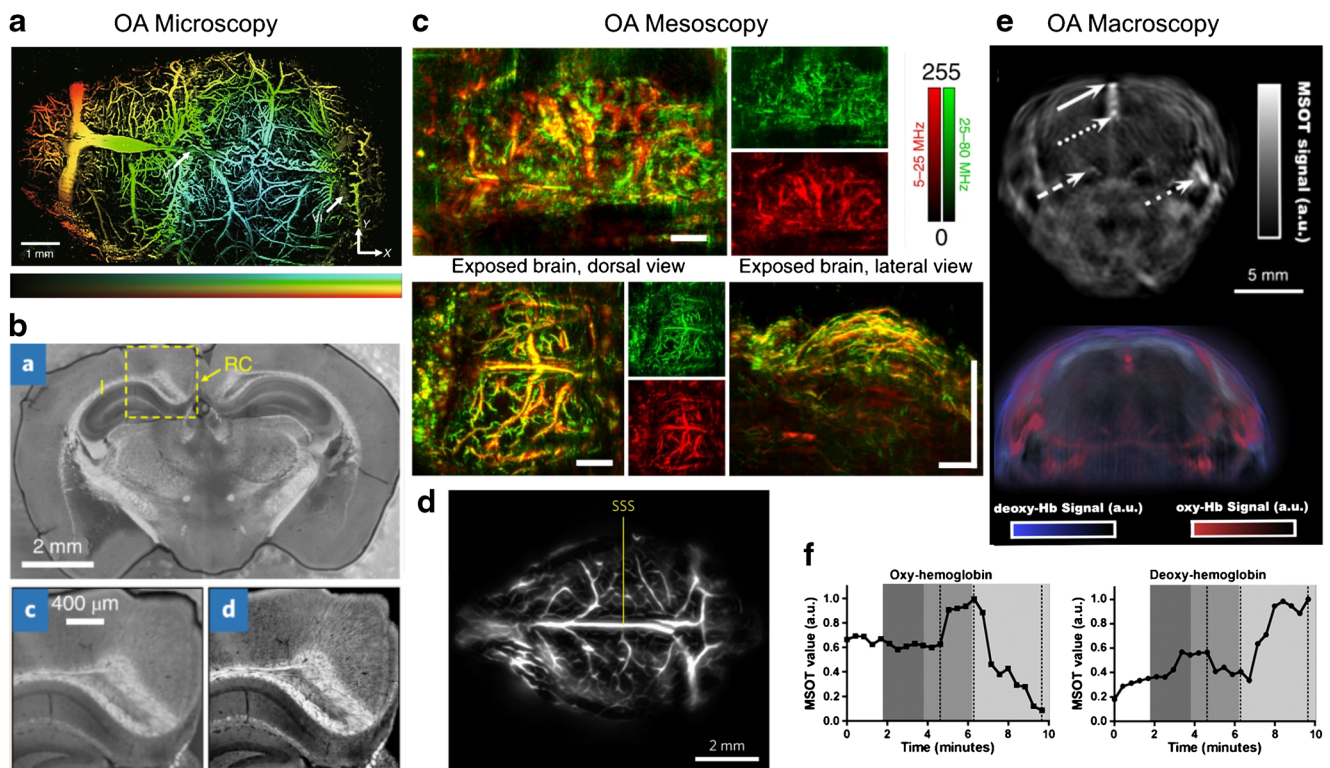 a
OA Microscopy
1 mm
Y
X
b
a
RC
I
2 mm
c
400 µm
d
c
OA Mesoscopy
255
5–25 MHz
25–80 MHz
0
Exposed brain, dorsal view
Exposed brain, lateral view
d
SSS
2 mm
e
OA Macroscopy
MSOT signal (a.u.)
5 mm
deoxy-Hb Signal (a.u.)
oxy-Hb Signal (a.u.)
f
Oxy-hemoglobin
MSOT value (a.u.)
1.0
0.8
0.6
0.4
0.2
0.0
0 2 4 6 8 10
Time (minutes)
Deoxy-hemoglobin
MSOT value (a.u.)
1.0
0.8
0.6
0.4
0.2
0.0
0 2 4 6 8 10
Time (minutes)